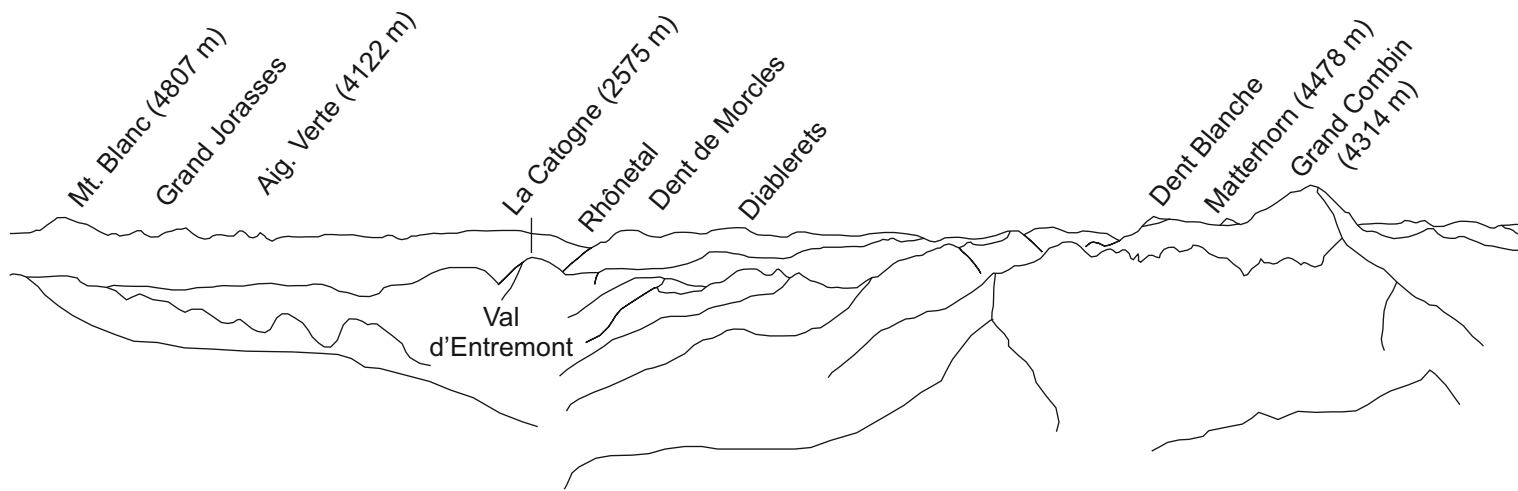 Mt. Blanc (4807 m)
Grand Jorasses
Aig. Verte (4122 m)
La Catogne (2575 m)
Rhônetal
Dent de Morcles
Diablerets
Dent Blanche
Matterhorn (4478 m)
Grand Combin
(4314 m)
Val
d'Entremont